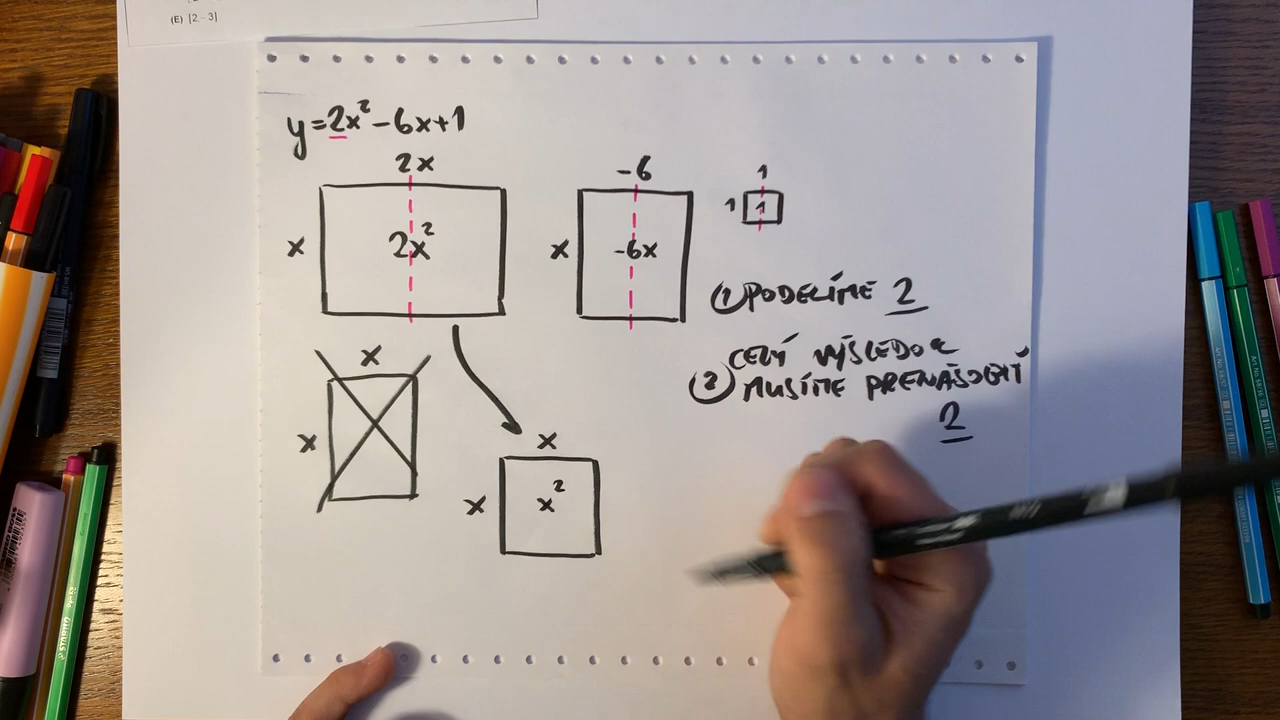 (E) [2, -3]
y=2x²-6x+1
2x
-6
1
x
2x²
x
-6x
1
1
① PODELÍME 2
CELÝ VÝSLEDOK
② MUSÍME PRENÁSOBIŤ
2
x
x
x
x
x²
STABILO